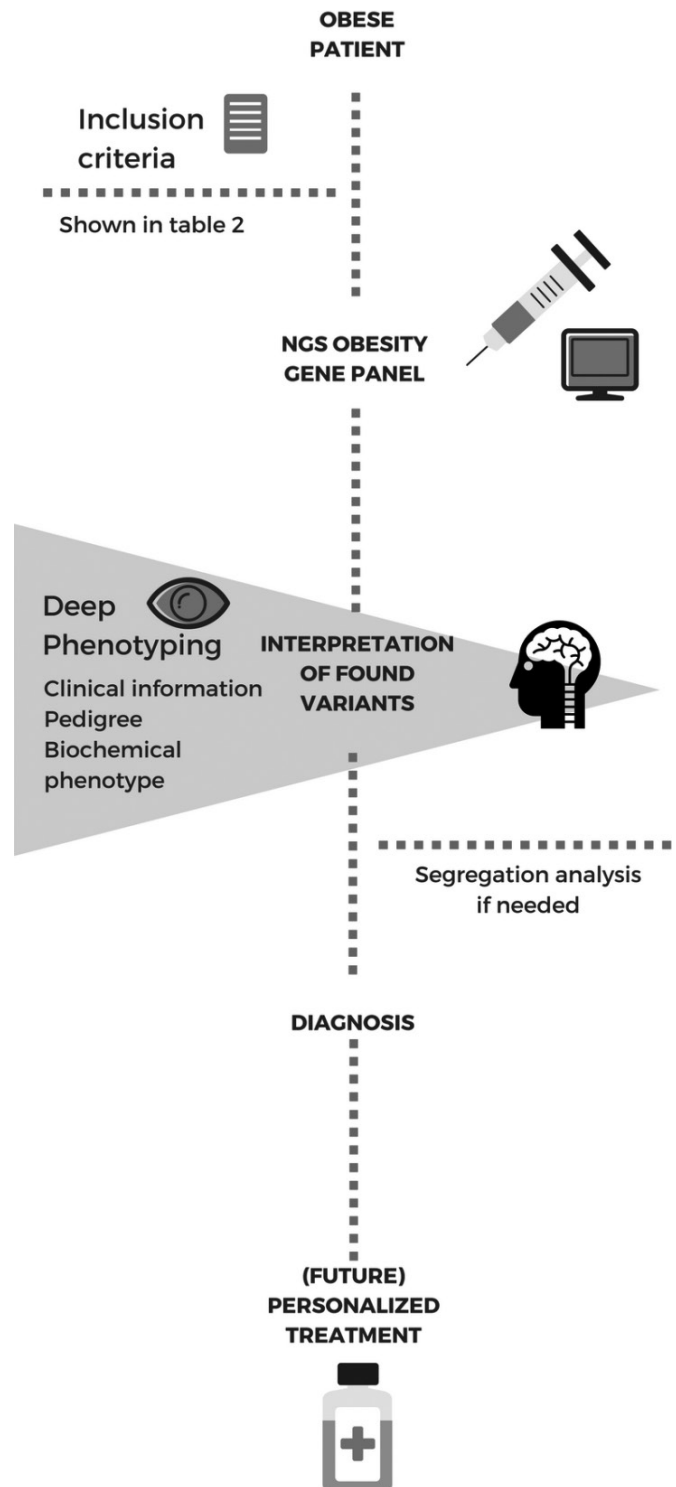 OBESE
PATIENT
Inclusion
criteria
Shown in table 2
NGS OBESITY
GENE PANEL
Deep
Phenotyping
Clinical information
Pedigree
Biochemical
phenotype
INTERPRETATION
OF FOUND
VARIANTS
Segregation analysis
if needed
DIAGNOSIS
(FUTURE)
PERSONALIZED
TREATMENT